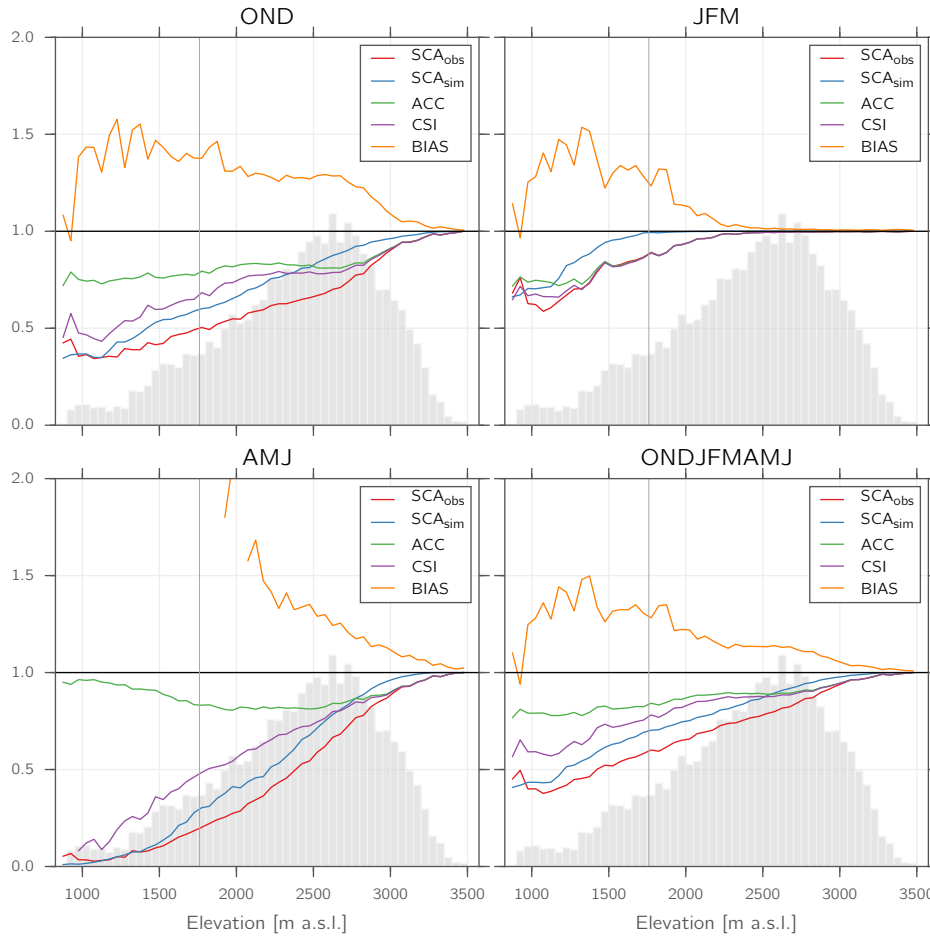 OND
2.0
1.5
1.0
0.5
0.0
SCAobs
SCAsim
ACC
CSI
BIAS
JFM
SCAobs
SCAsim
ACC
CSI
BIAS
AMJ
2.0
1.5
1.0
0.5
0.0
SCAobs
SCAsim
ACC
CSI
BIAS
1000 1500 2000 2500 3000 3500
Elevation [m a.s.l.]
ONDJFMAMJ
SCAobs
SCAsim
ACC
CSI
BIAS
1000 1500 2000 2500 3000 3500
Elevation [m a.s.l.]